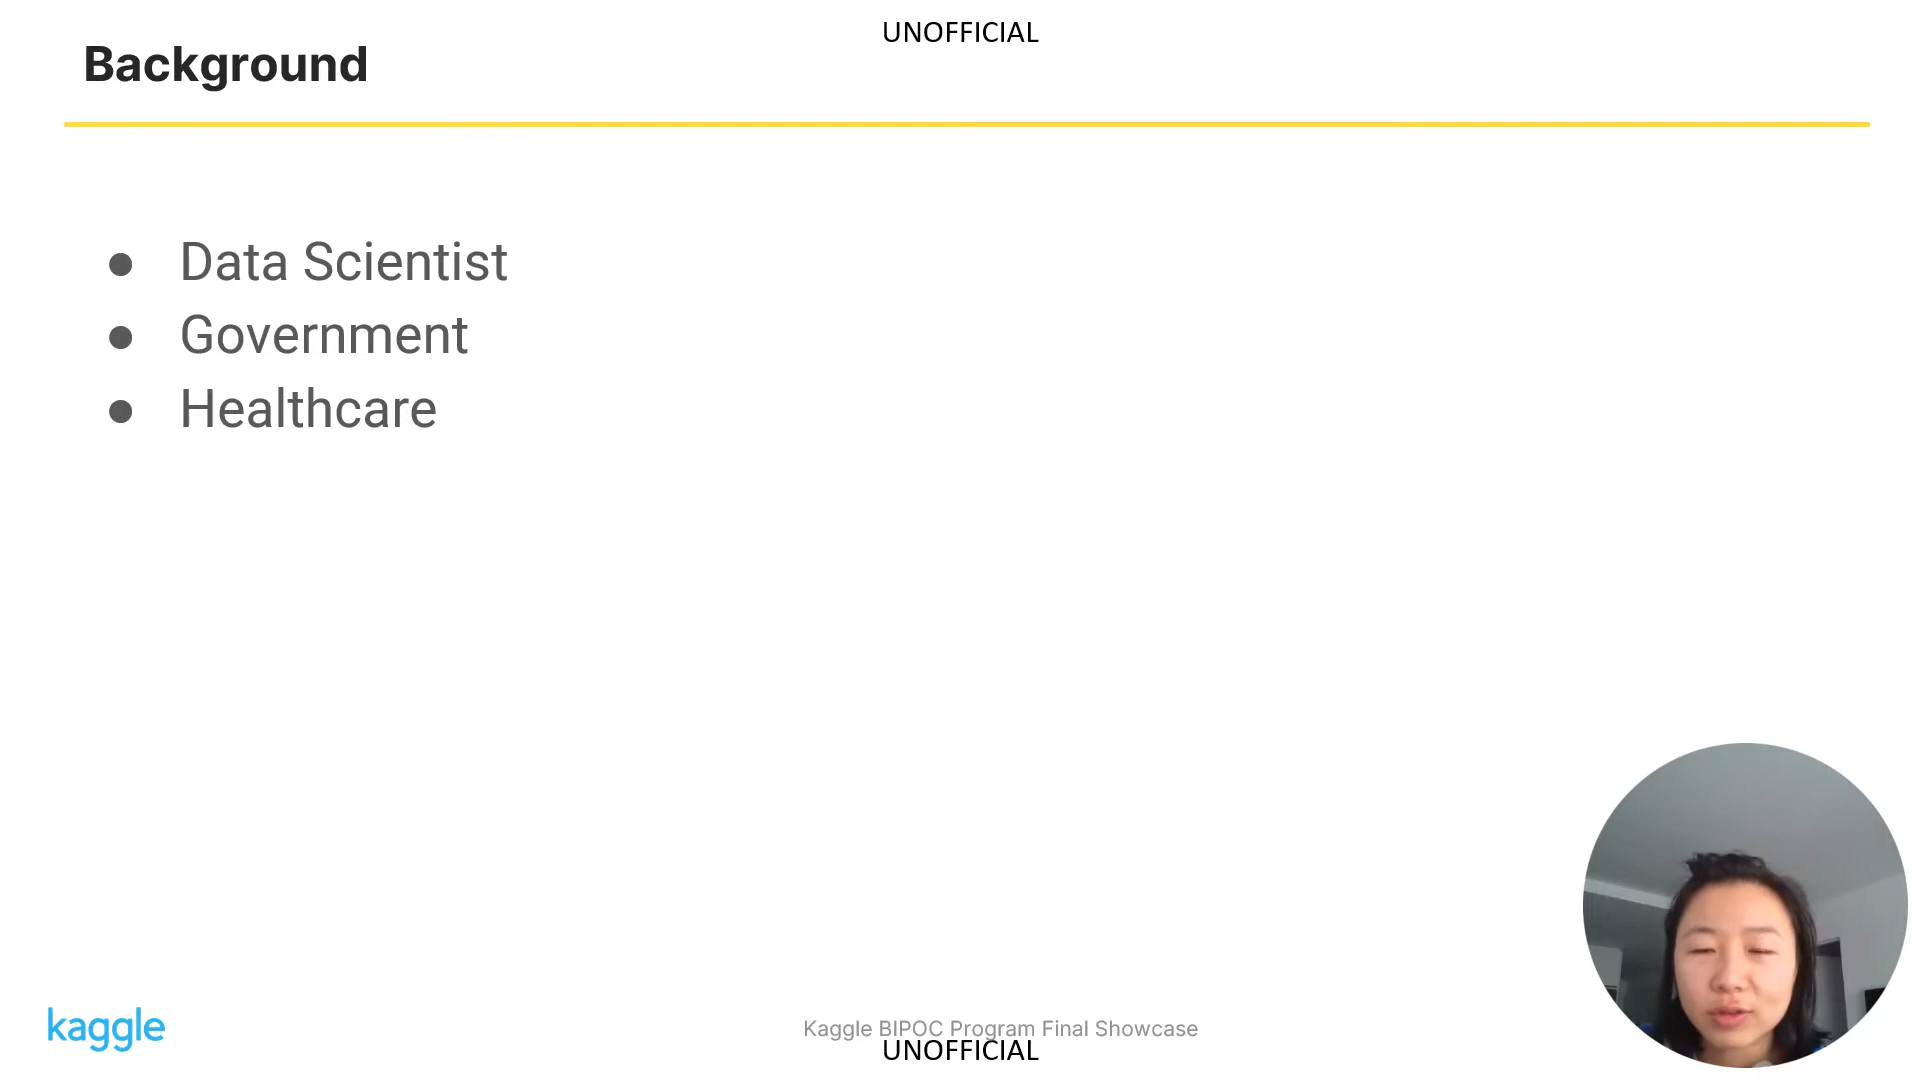 UNOFFICIAL
Background
● Data Scientist
● Government
● Healthcare
kaggle
Kaggle BIPOC Program Final Showcase
UNOFFICIAL